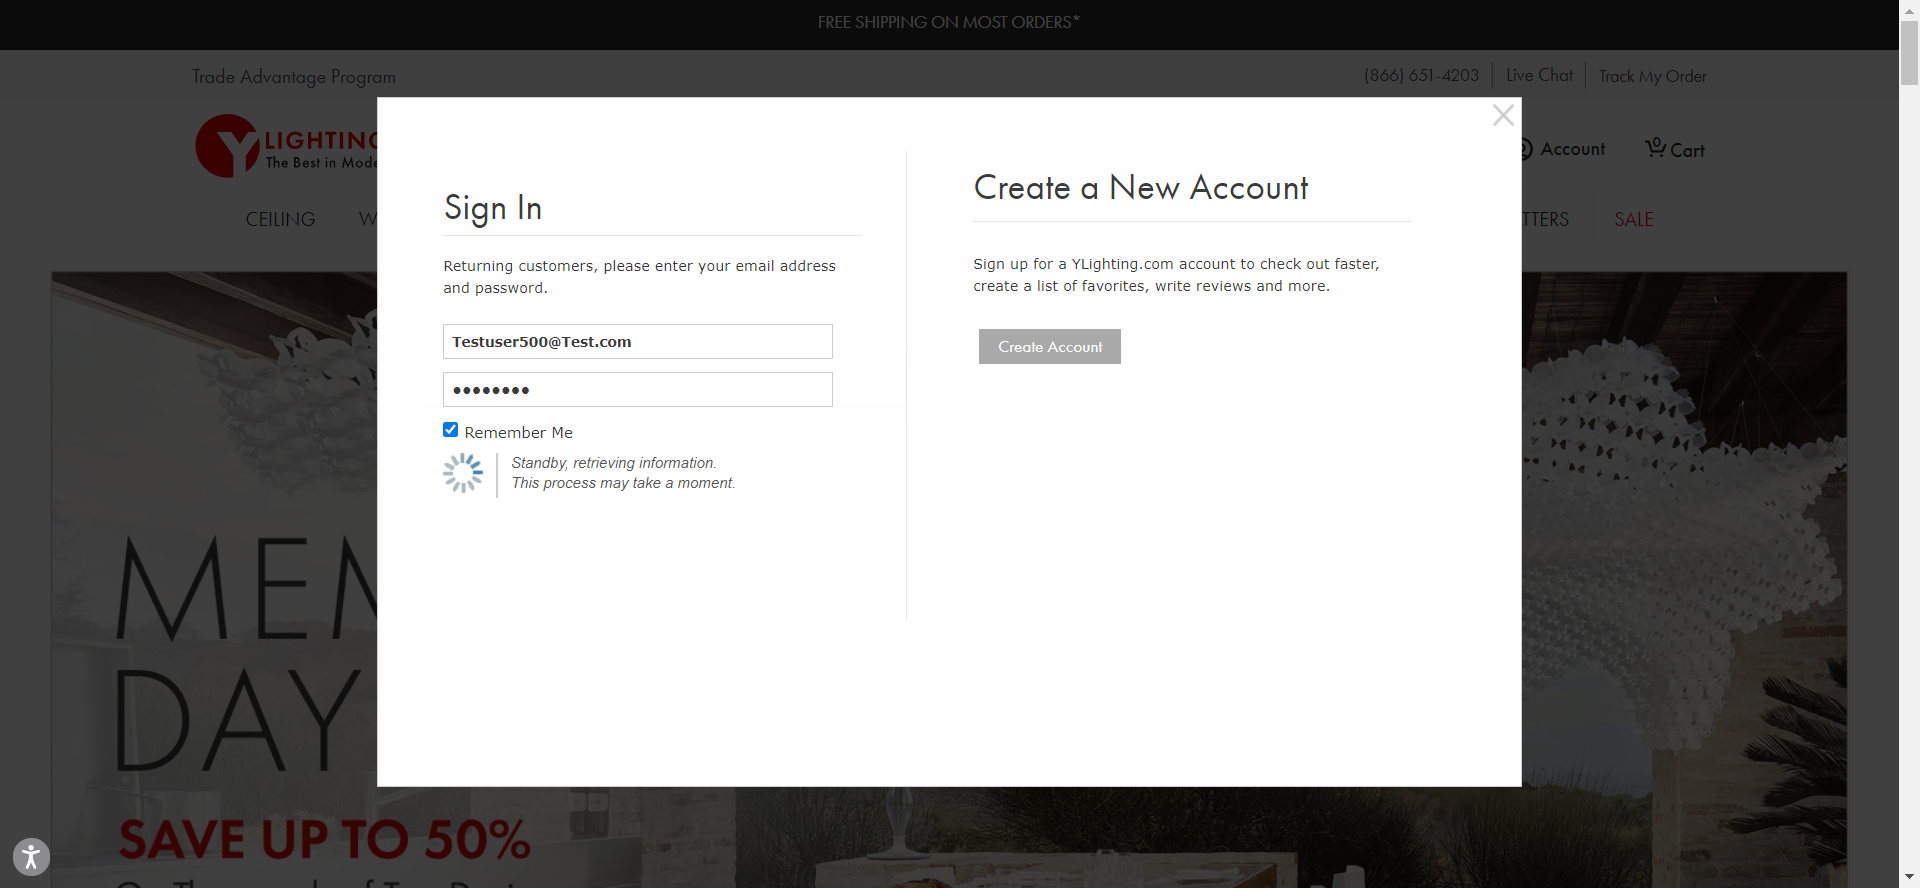 FREE SHIPPING ON MOST ORDERS*
Trade Advantage Program
(866) 651-4203
Live Chat
Track My Order
Y LIGHTING
The Best in Mode
Account
0
Cart
CEILING
W
TTERS
SALE
Sign In
Returning customers, please enter your email address
and password.
Testuser500@Test.com
●●●●●●●●
Remember Me
Standby, retrieving information.
This process may take a moment.
Create a New Account
Sign up for a YLighting.com account to check out faster,
create a list of favorites, write reviews and more.
Create Account
MEM
DAY
SAVE UP TO 50%